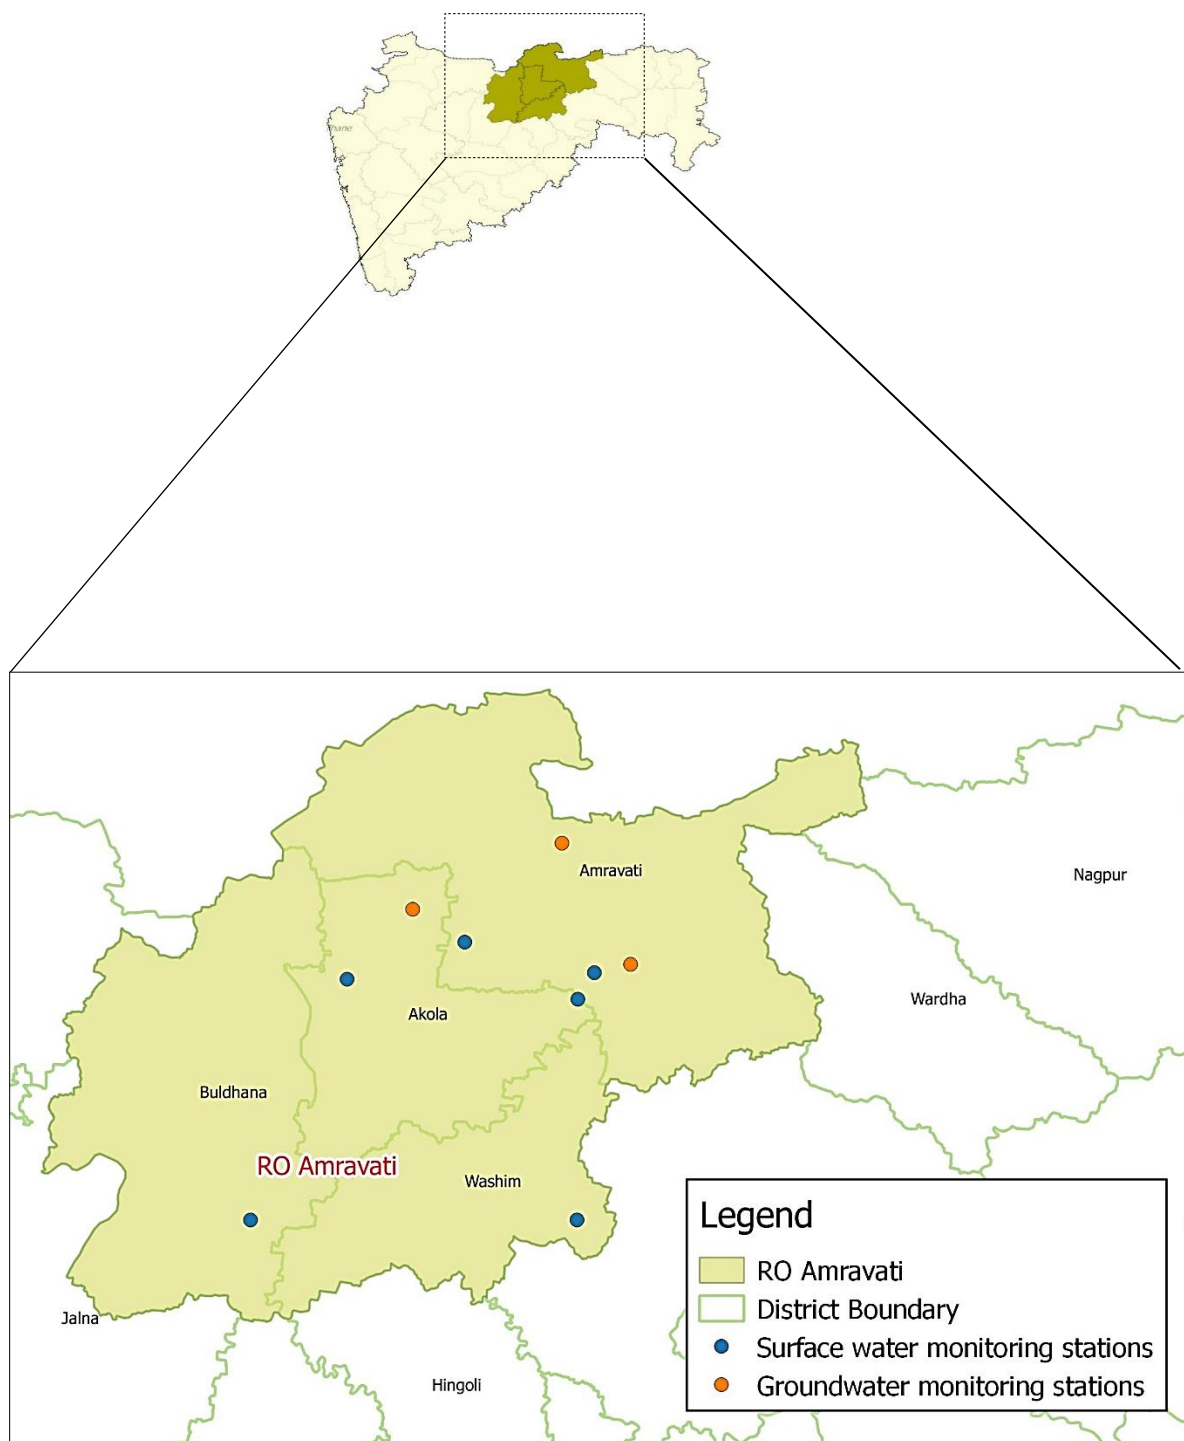 Thane
Amravati
Nagpur
Wardha
Akola
Buldhana
RO Amravati
Washim
Legend
RO Amravati
District Boundary
Surface water monitoring stations
Groundwater monitoring stations
Jalna
Hingoli